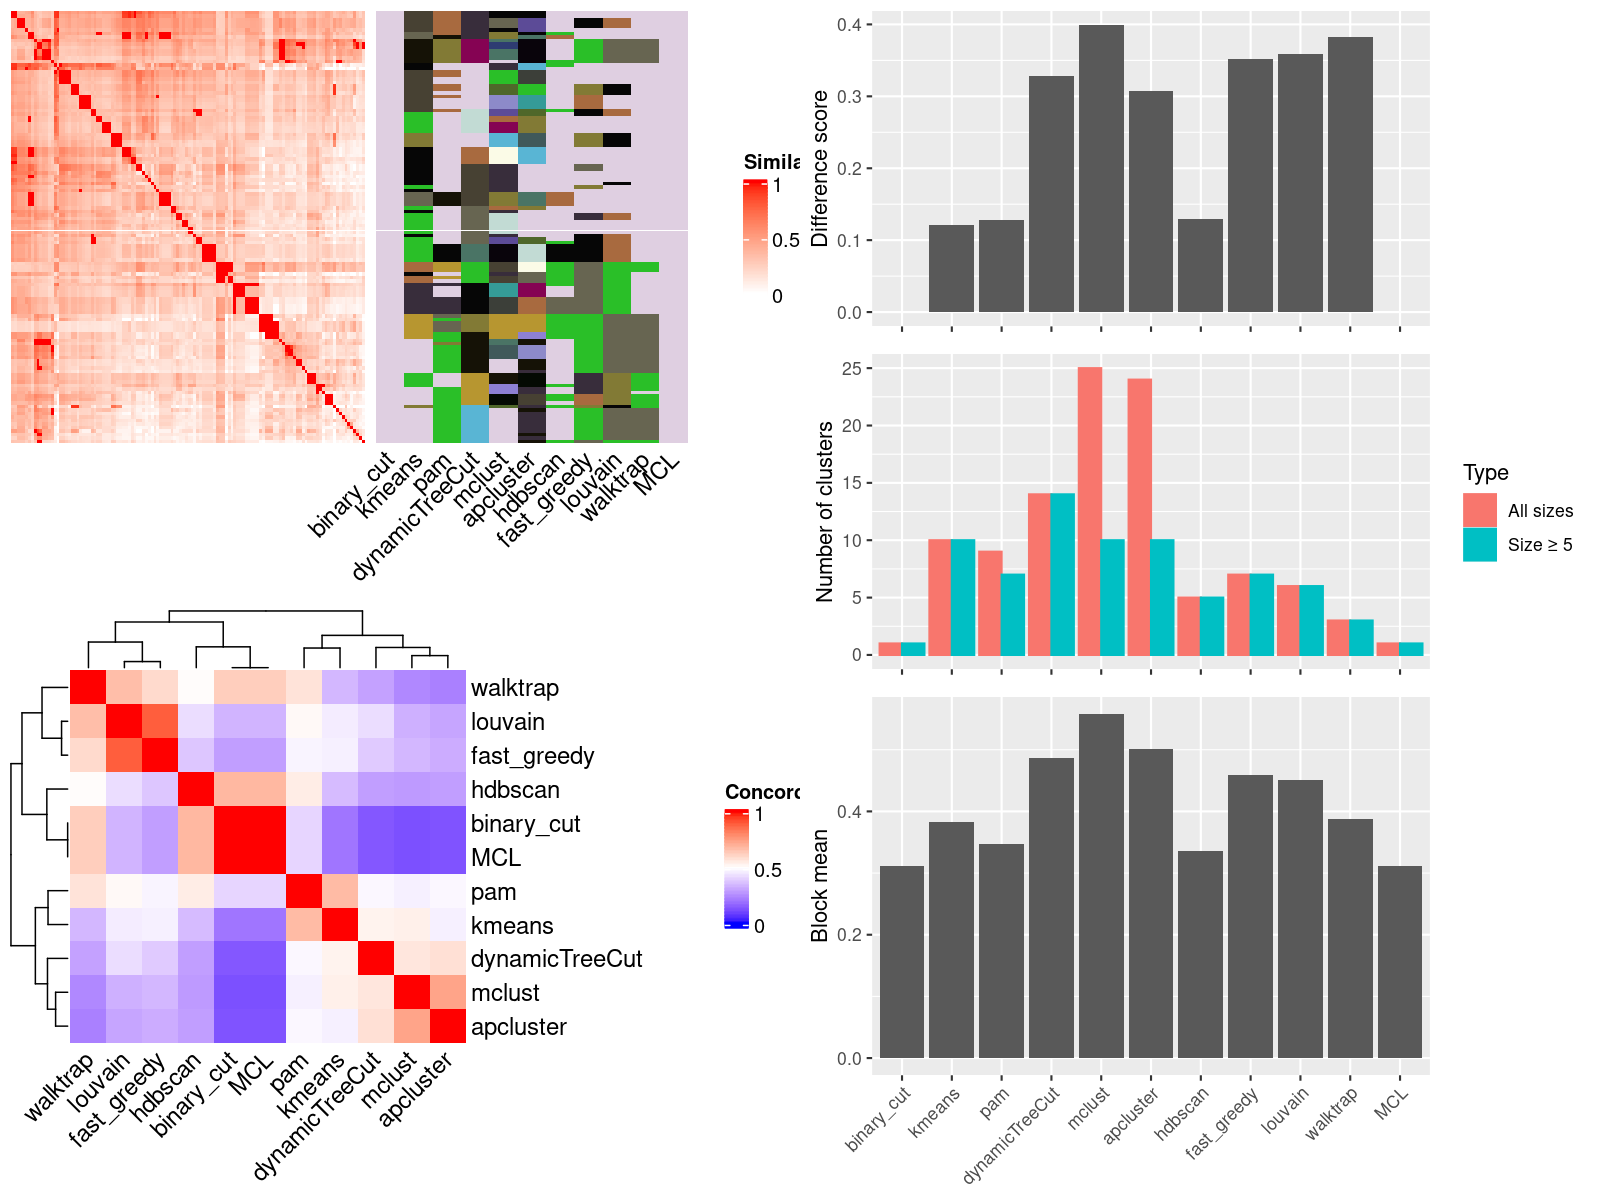 Simila
1
0.5
0
binary_cut
kmeans
pam
dynamicTreeCut
mclust
apcluster
hdbscan
fast_greedy
louvain
walktrap
MCL
walktrap
louvain
fast_greedy
hdbscan
binary_cut
MCL
pam
kmeans
dynamicTreeCut
mclust
apcluster
walktrap
louvain
fast_greedy
hdbscan
binary_cut
MCL
pam
kmeans
dynamicTreeCut
mclust
apcluster
Concord
1
0.5
0
Difference score
0.4
0.3
0.2
0.1
0.0
Number of clusters
25
20
15
10
5
0
Type
All sizes
Size ≥ 5
Block mean
0.4
0.2
0.0
binary_cut
kmeans
pam
dynamicTreeCut
mclust
apcluster
hdbscan
fast_greedy
louvain
walktrap
MCL